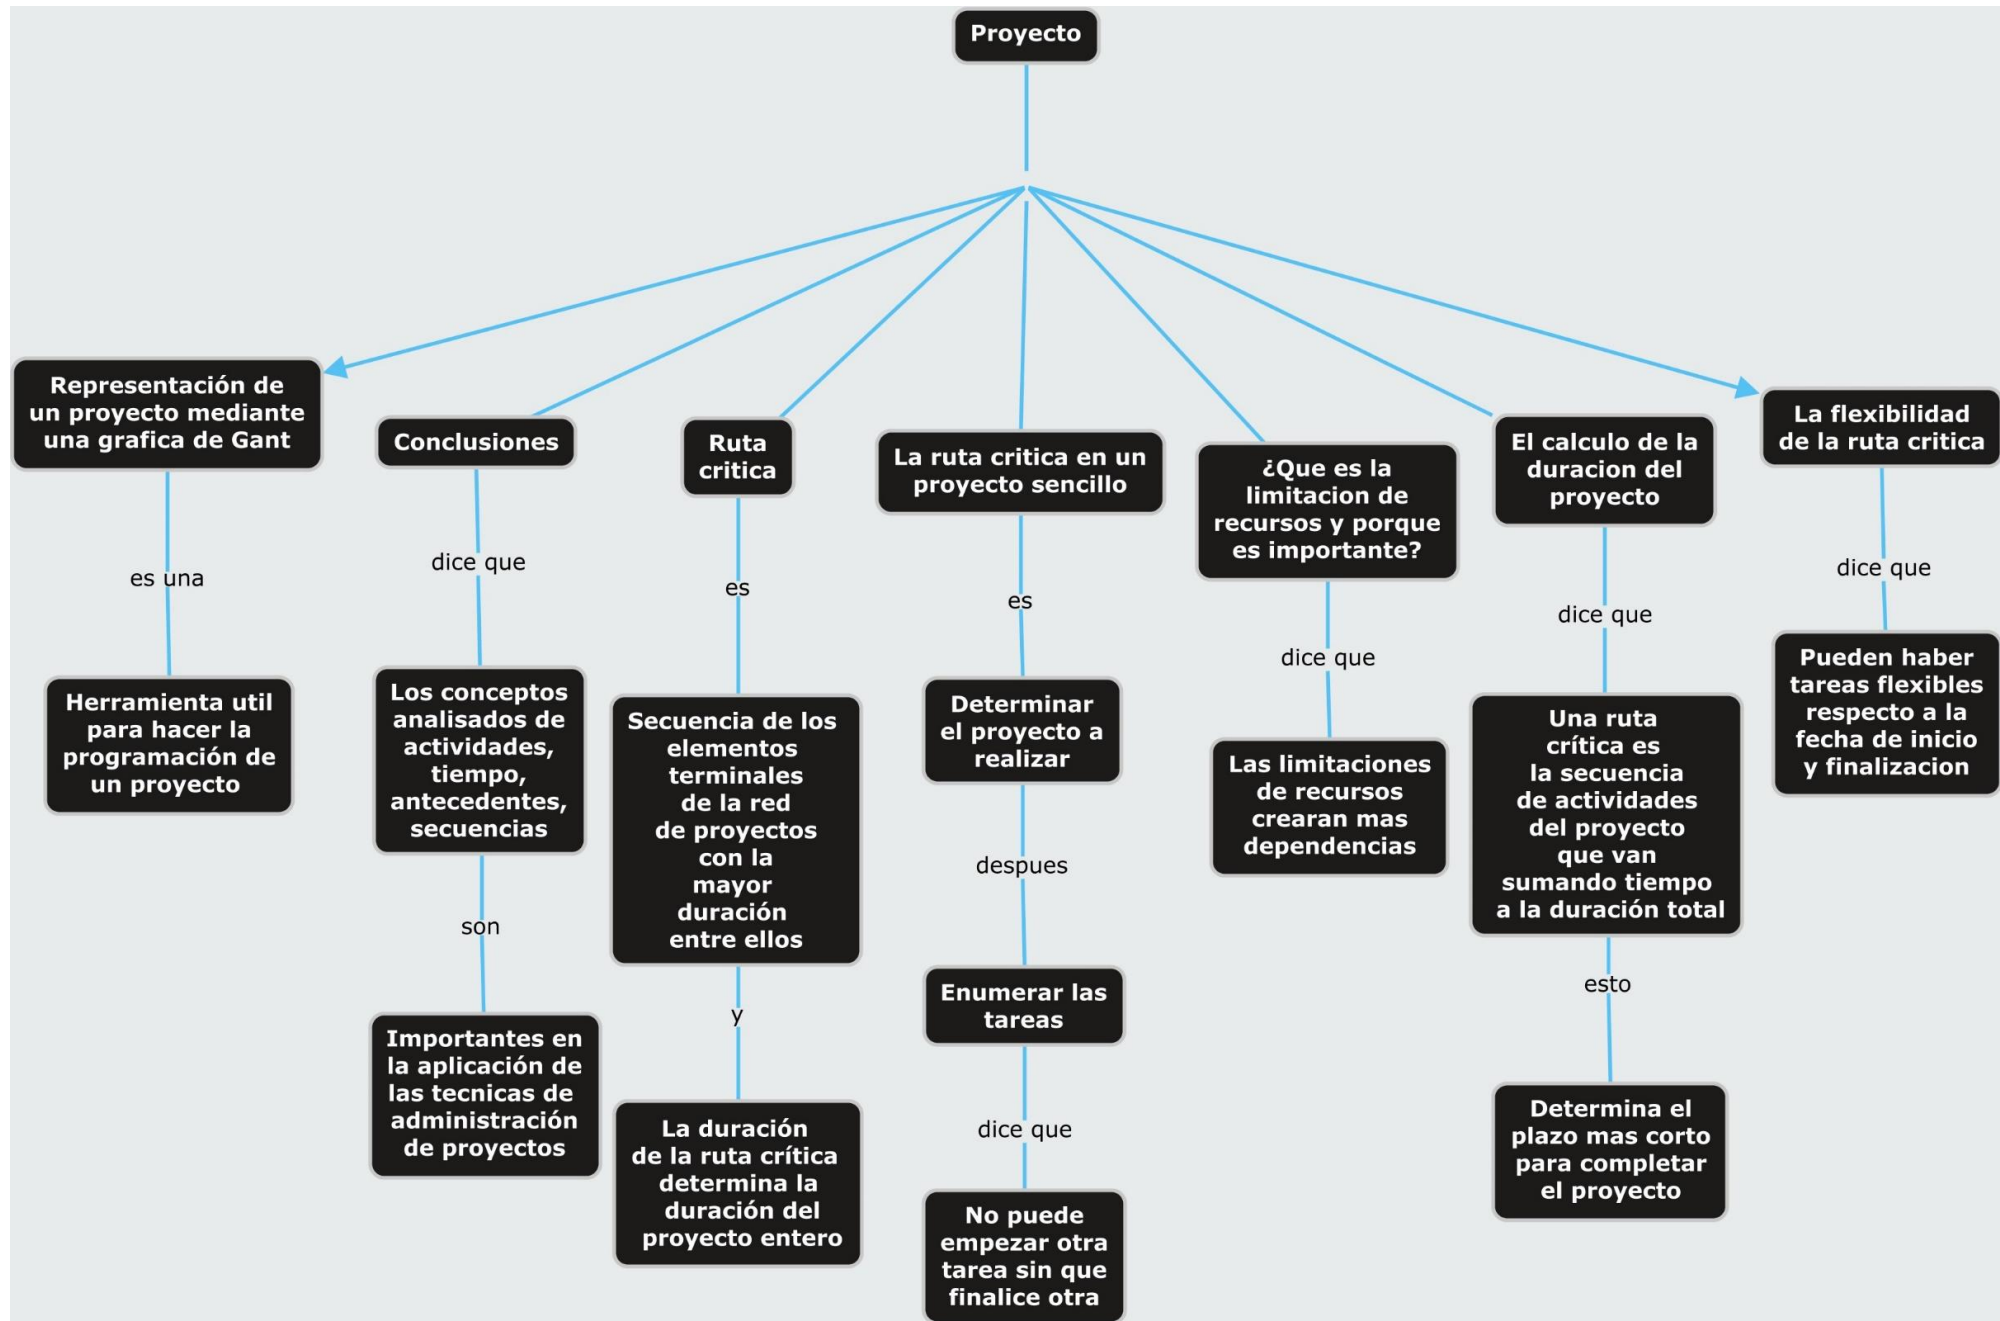 Proyecto
Representación de
un proyecto mediante
una grafica de Gant
es una
Herramienta util
para hacer la
programación de
un proyecto
Conclusiones
dice que
Los conceptos
analisados de
actividades,
tiempo,
antecedentes,
secuencias
son
Importantes en
la aplicación de
las tecnicas de
administración
de proyectos
Ruta
critica
es
Secuencia de los
elementos
terminales
de la red
de proyectos
con la
mayor
duración
entre ellos
y
La duración
de la ruta crítica
determina la
duración del
proyecto entero
La ruta critica en un
proyecto sencillo
es
Determinar
el proyecto a
realizar
despues
Enumerar las
tareas
dice que
No puede
empezar otra
tarea sin que
finalice otra
¿Que es la
limitacion de
recursos y porque
es importante?
dice que
Las limitaciones
de recursos
crearan mas
dependencias
El calculo de la
duracion del
proyecto
dice que
Una ruta
crítica es
la secuencia
de actividades
del proyecto
que van
sumando tiempo
a la duración total
esto
Determina el
plazo mas corto
para completar
el proyecto
La flexibilidad
de la ruta critica
dice que
Pueden haber
tareas flexibles
respecto a la
fecha de inicio
y finalizacion